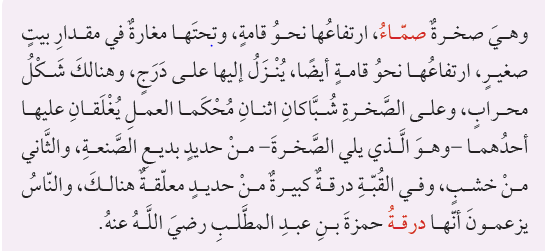 وهيَ صخرةٌ صمّاءُ، ارتفاعُها نحوُ قامةٍ، وتحتَها مغارةٌ في مقدارِ بيتٍ
صغيرٍ، ارتفاعُها نحوُ قامةٍ أيضًا، يُنْزَلُ إليها على دَرَجٍ، وهنالكَ شَكْلُ
محرابٍ، وعلى الصَّخرةِ شُبَّاكانِ اثنانِ مُحْكَما العملِ يُغْلَقانِ عليها
أحدُهما –وهوَ الَّذي يلي الصَّخرةَ– منْ حديدٍ بديعِ الصَّنعةِ، والثَّاني
منْ خشبٍ، وفي القُبّةِ درقةٌ كبيرةٌ منْ حديدٍ معلّقةٌ هنالكَ، والنّاسُ
يزعمونَ أنّها درقةُ حمزةَ بنِ عبدِ المطَّلبِ رضيَ اللَّهُ عنهُ.